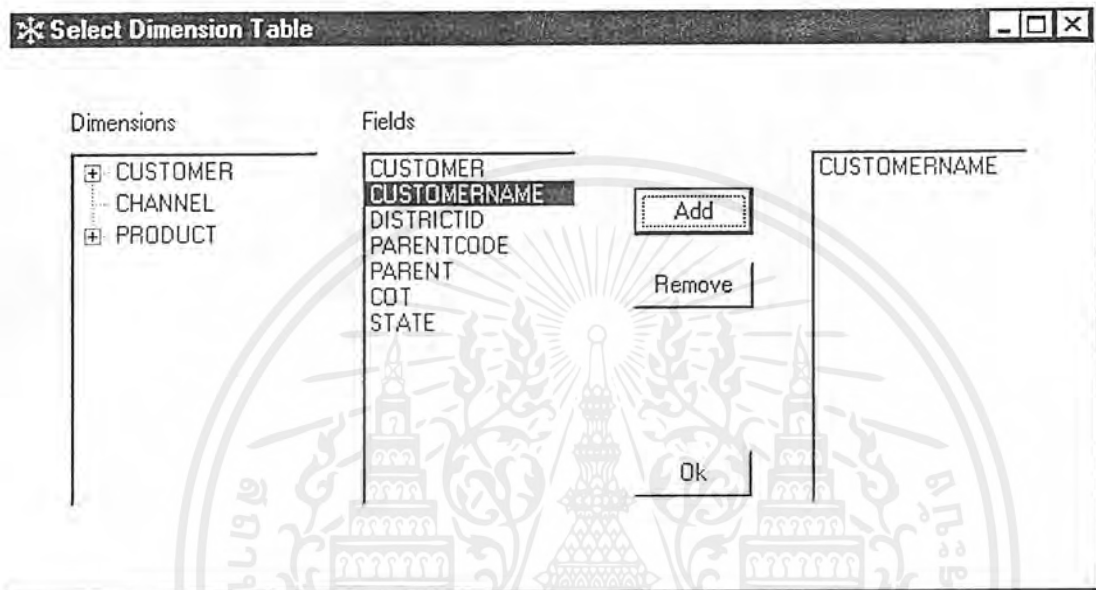 Select Dimension Table
Dimensions
CUSTOMER
CHANNEL
PRODUCT
Fields
CUSTOMER
CUSTOMERNAME
DISTRICTID
PARENTCODE
PARENT
COT
STATE
Add
Remove
Ok
CUSTOMERNAME